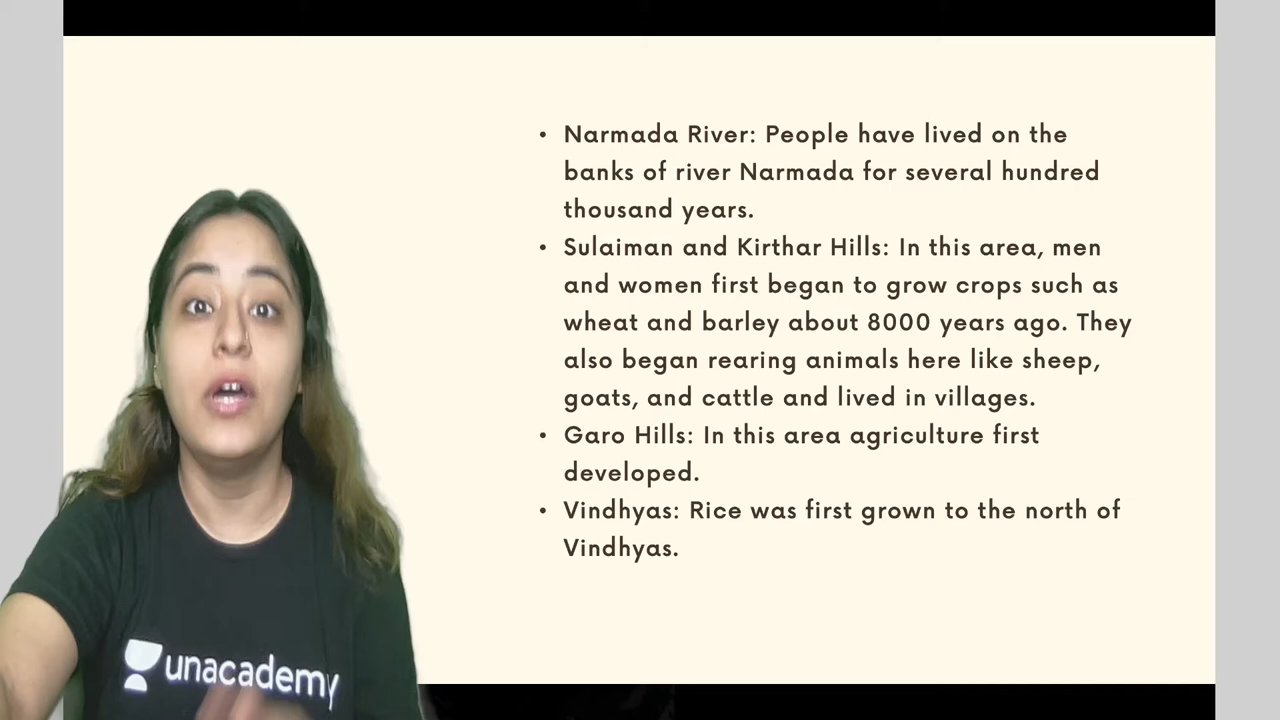 • Narmada River: People have lived on the
banks of river Narmada for several hundred
thousand years.
• Sulaiman and Kirthar Hills: In this area, men
and women first began to grow crops such as
wheat and barley about 8000 years ago. They
also began rearing animals here like sheep,
goats, and cattle and lived in villages.
• Garo Hills: In this area agriculture first
developed.
• Vindhyas: Rice was first grown to the north of
Vindhyas.
unacademy